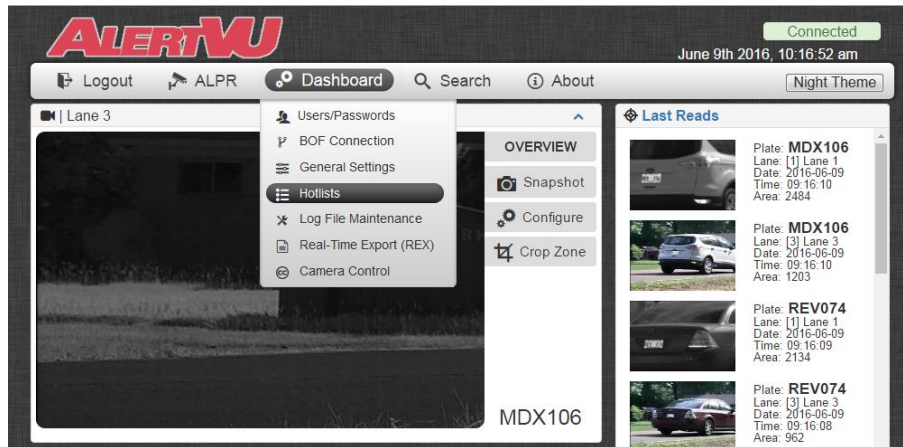 ALERTVU
Connected
June 9th 2016, 10:16:52 am
Logout ALPR Dashboard Search About Night Theme
| Lane 3
Users/Passwords
BOF Connection
General Settings
Hotlists
Log File Maintenance
Real-Time Export (REX)
Camera Control
OVERVIEW
Snapshot
Configure
Crop Zone
MDX106
Last Reads
Plate: MDX106
Lane: [1] Lane 1
Date: 2016-06-09
Time: 09:16:10
Area: 2484
Plate: MDX106
Lane: [3] Lane 3
Date: 2016-06-09
Time: 09:16:10
Area: 1203
Plate: REV074
Lane: [1] Lane 1
Date: 2016-06-09
Time: 09:16:09
Area: 2134
Plate: REV074
Lane: [3] Lane 3
Date: 2016-06-09
Time: 09:16:08
Area: 962